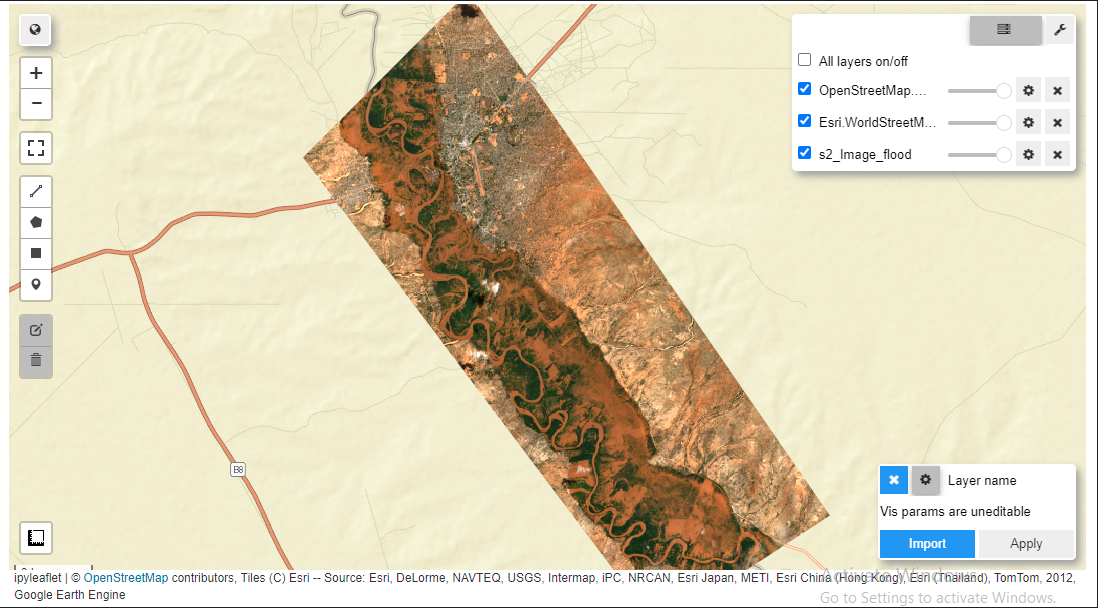 All layers on/off
OpenStreetMap....
Esri.WorldStreetM...
s2_Image_flood
B8
Layer name
Vis params are uneditable
Import Apply
ipyleaflet | © OpenStreetMap contributors, Tiles (C) Esri -- Source: Esri, DeLorme, NAVTEQ, USGS, Intermap, iPC, NRCAN, Esri Japan, METI, Esri China (Hong Kong), Esri (Thailand), TomTom, 2012,
Google Earth Engine
Activate Windows
Go to Settings to activate Windows.